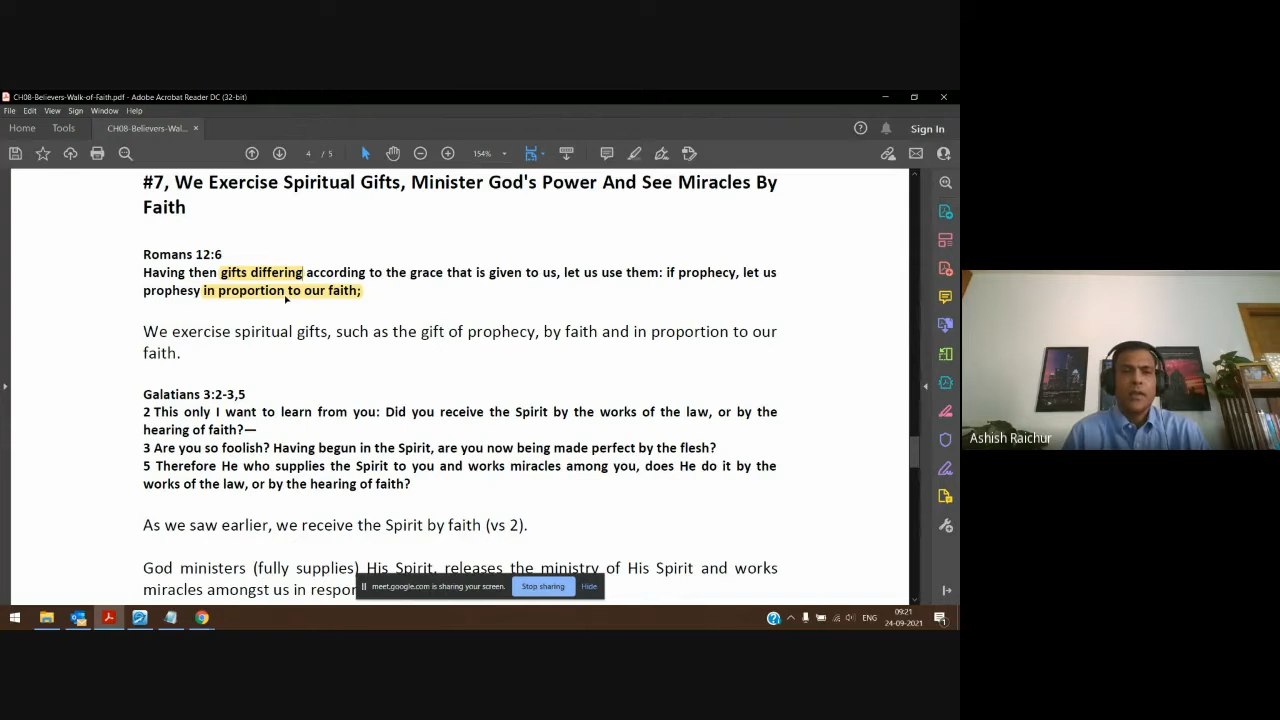 CH08-Believers-Walk-of-Faith.pdf - Adobe Acrobat Reader DC (32-bit)
File Edit View Sign Window Help
Home Tools CH08-Believers-Wal... × Sign In
4 / 5 154%
#7, We Exercise Spiritual Gifts, Minister God's Power And See Miracles By
Faith
Romans 12:6
Having then gifts differing according to the grace that is given to us, let us use them: if prophecy, let us
prophesy in proportion to our faith;
We exercise spiritual gifts, such as the gift of prophecy, by faith and in proportion to our
faith.
Galatians 3:2-3,5
2 This only I want to learn from you: Did you receive the Spirit by the works of the law, or by the
hearing of faith?—
3 Are you so foolish? Having begun in the Spirit, are you now being made perfect by the flesh?
5 Therefore He who supplies the Spirit to you and works miracles among you, does He do it by the
works of the law, or by the hearing of faith?
As we saw earlier, we receive the Spirit by faith (vs 2).
God ministers (fully supplies) His Spirit, releases the ministry of His Spirit and works
miracles amongst us in respon
meet.google.com is sharing your screen. Stop sharing Hide
ENG
09:21
24-09-2021
Ashish Raichur